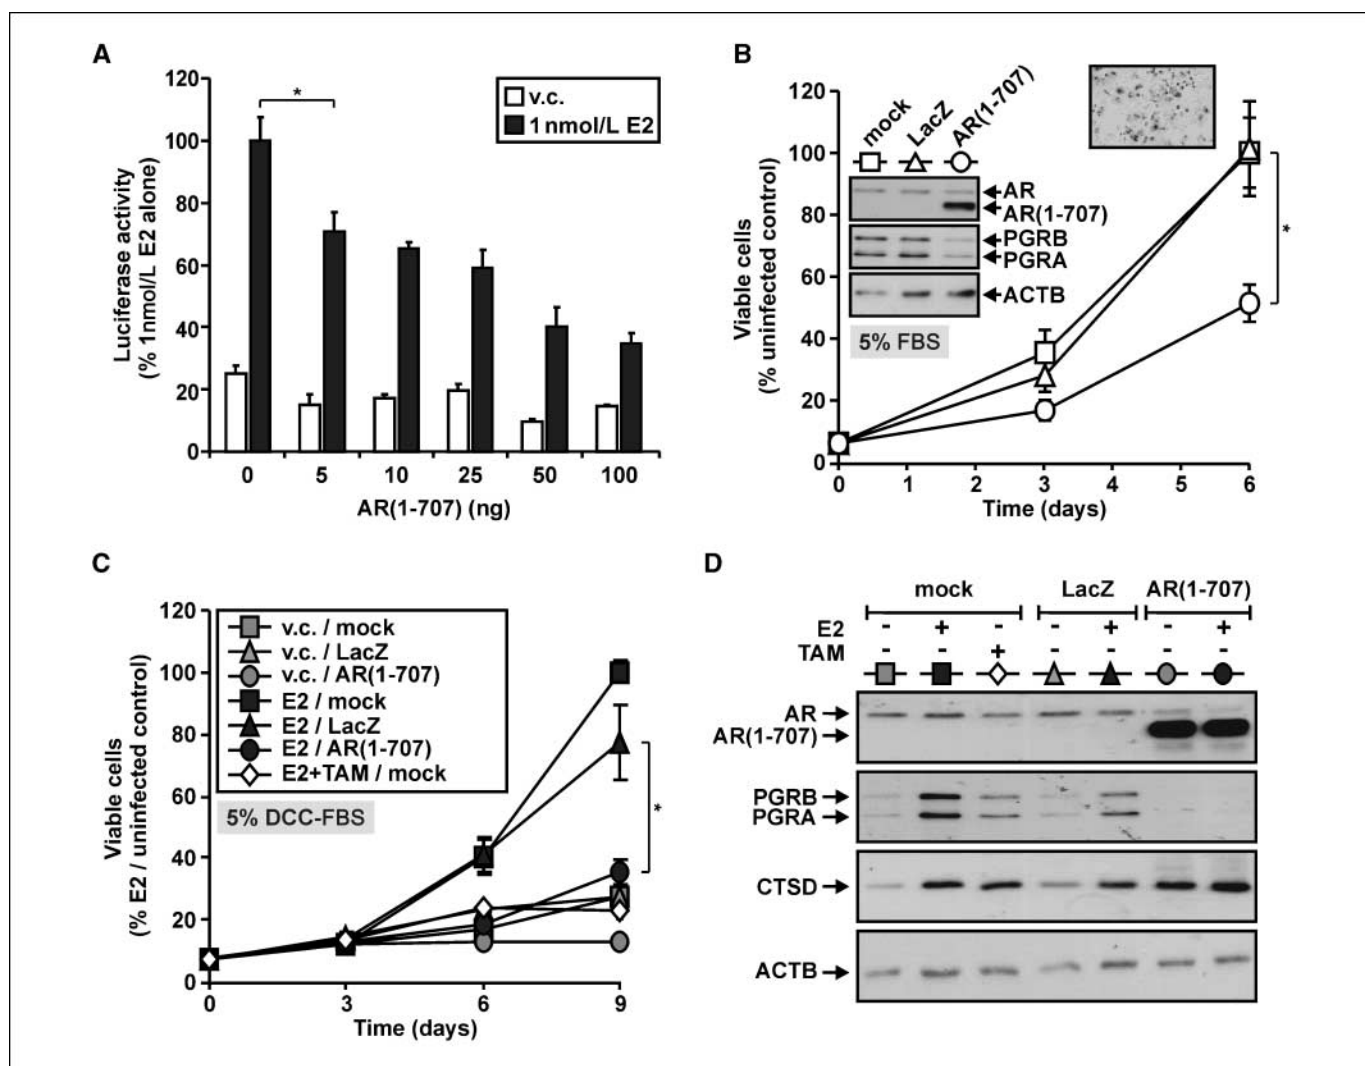 A
120
100
80
60
40
20
0
Luciferase activity
(% 1nmol/L E2 alone)
*
v.c.
1 nmol/L E2
0 5 10 25 50 100
AR(1-707) (ng)
B
120
100
80
60
40
20
0
Viable cells
(% uninfected control)
mock LacZ AR(1-707)
AR
AR(1-707)
PGRB
PGRA
ACTB
5% FBS
*
0 1 2 3 4 5 6
Time (days)
C
120
100
80
60
40
20
0
Viable cells
(% E2 / uninfected control)
v.c. / mock
v.c. / LacZ
v.c. / AR(1-707)
E2 / mock
E2 / LacZ
E2 / AR(1-707)
E2+TAM / mock
5% DCC-FBS
*
0 3 6 9
Time (days)
D
mock LacZ AR(1-707)
E2 - + - - + - +
TAM - - + - - - -
AR
AR(1-707)
PGRB
PGRA
CTSD
ACTB